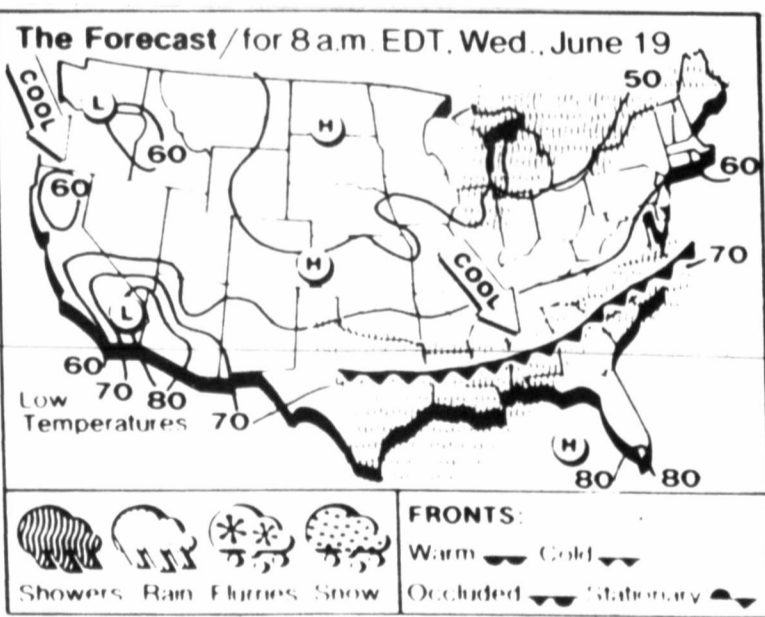 The Forecast / for 8 a.m. EDT, Wed., June 19
COOL
50
L
H
60
60
60
H
COOL
70
L
60
70
80
70
H
80
80
Low
Temperatures
Showers Rain Flurries Snow
FRONTS:
Warm Cold
Occluded Stationary